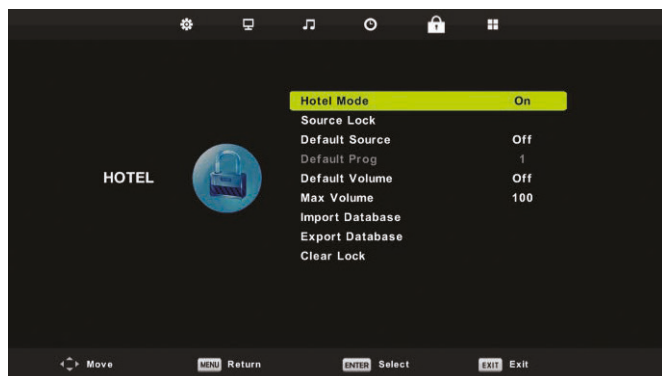 Hotel Mode On
Source Lock
Default Source Off
Default Prog 1
HOTEL
Default Volume Off
Max Volume 100
Import Database
Export Database
Clear Lock
Move MENU Return ENTER Select EXIT Exit